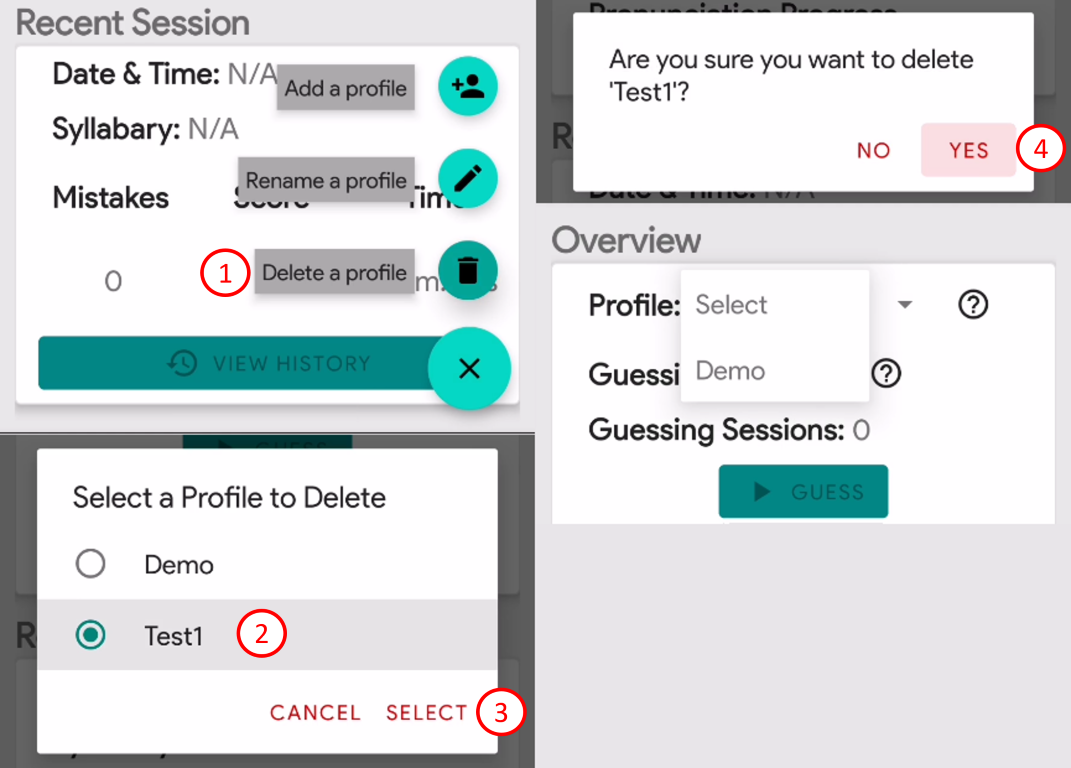 Recent Session
Date & Time: N/A
Add a profile
Syllabary: N/A
Rename a profile
Mistakes Score Time
1 Delete a profile
0
VIEW HISTORY
GUESS
Select a Profile to Delete
Demo
Test1 2
CANCEL SELECT 3
Pronunciation Progress
Are you sure you want to delete
'Test1'?
NO YES 4
Date & Time: N/A
Overview
Profile: Select
Guessi Demo
Guessing Sessions: 0
GUESS